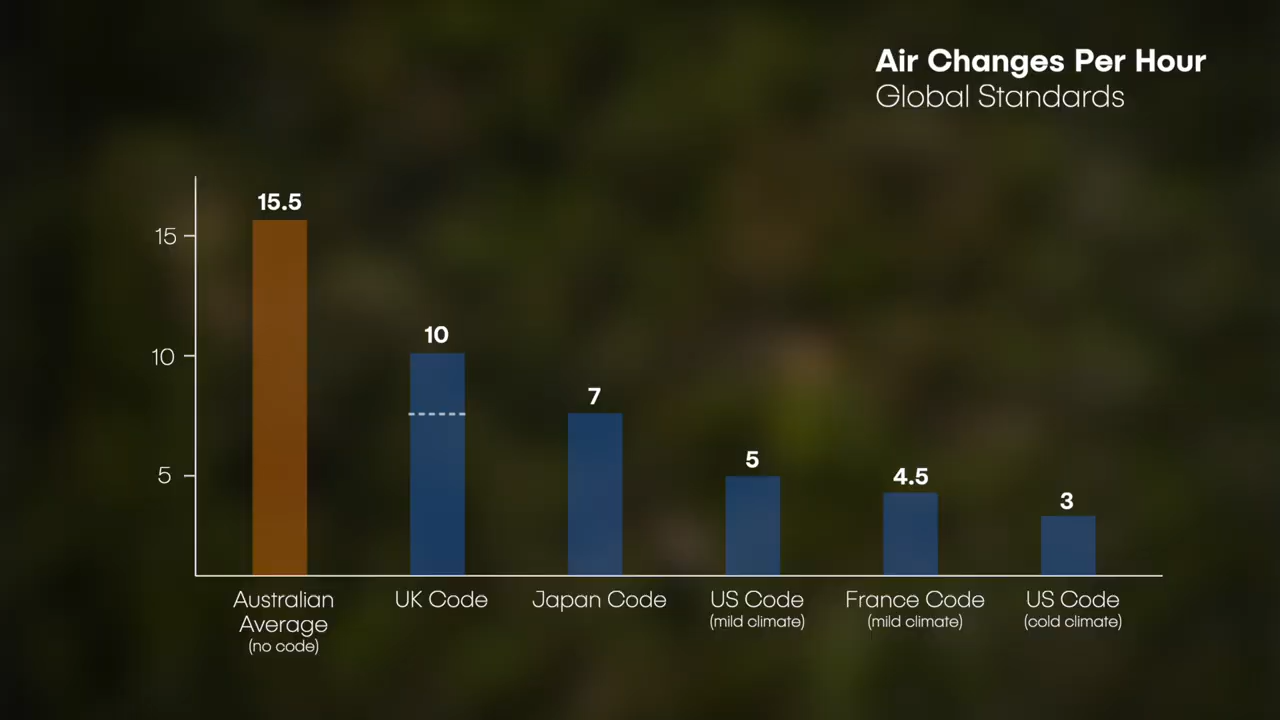 Air Changes Per Hour
Global Standards
15.5
15
10
10
7
5
5
4.5
3
Australian
Average
(no code)
UK Code
Japan Code
US Code
(mild climate)
France Code
(mild climate)
US Code
(cold climate)